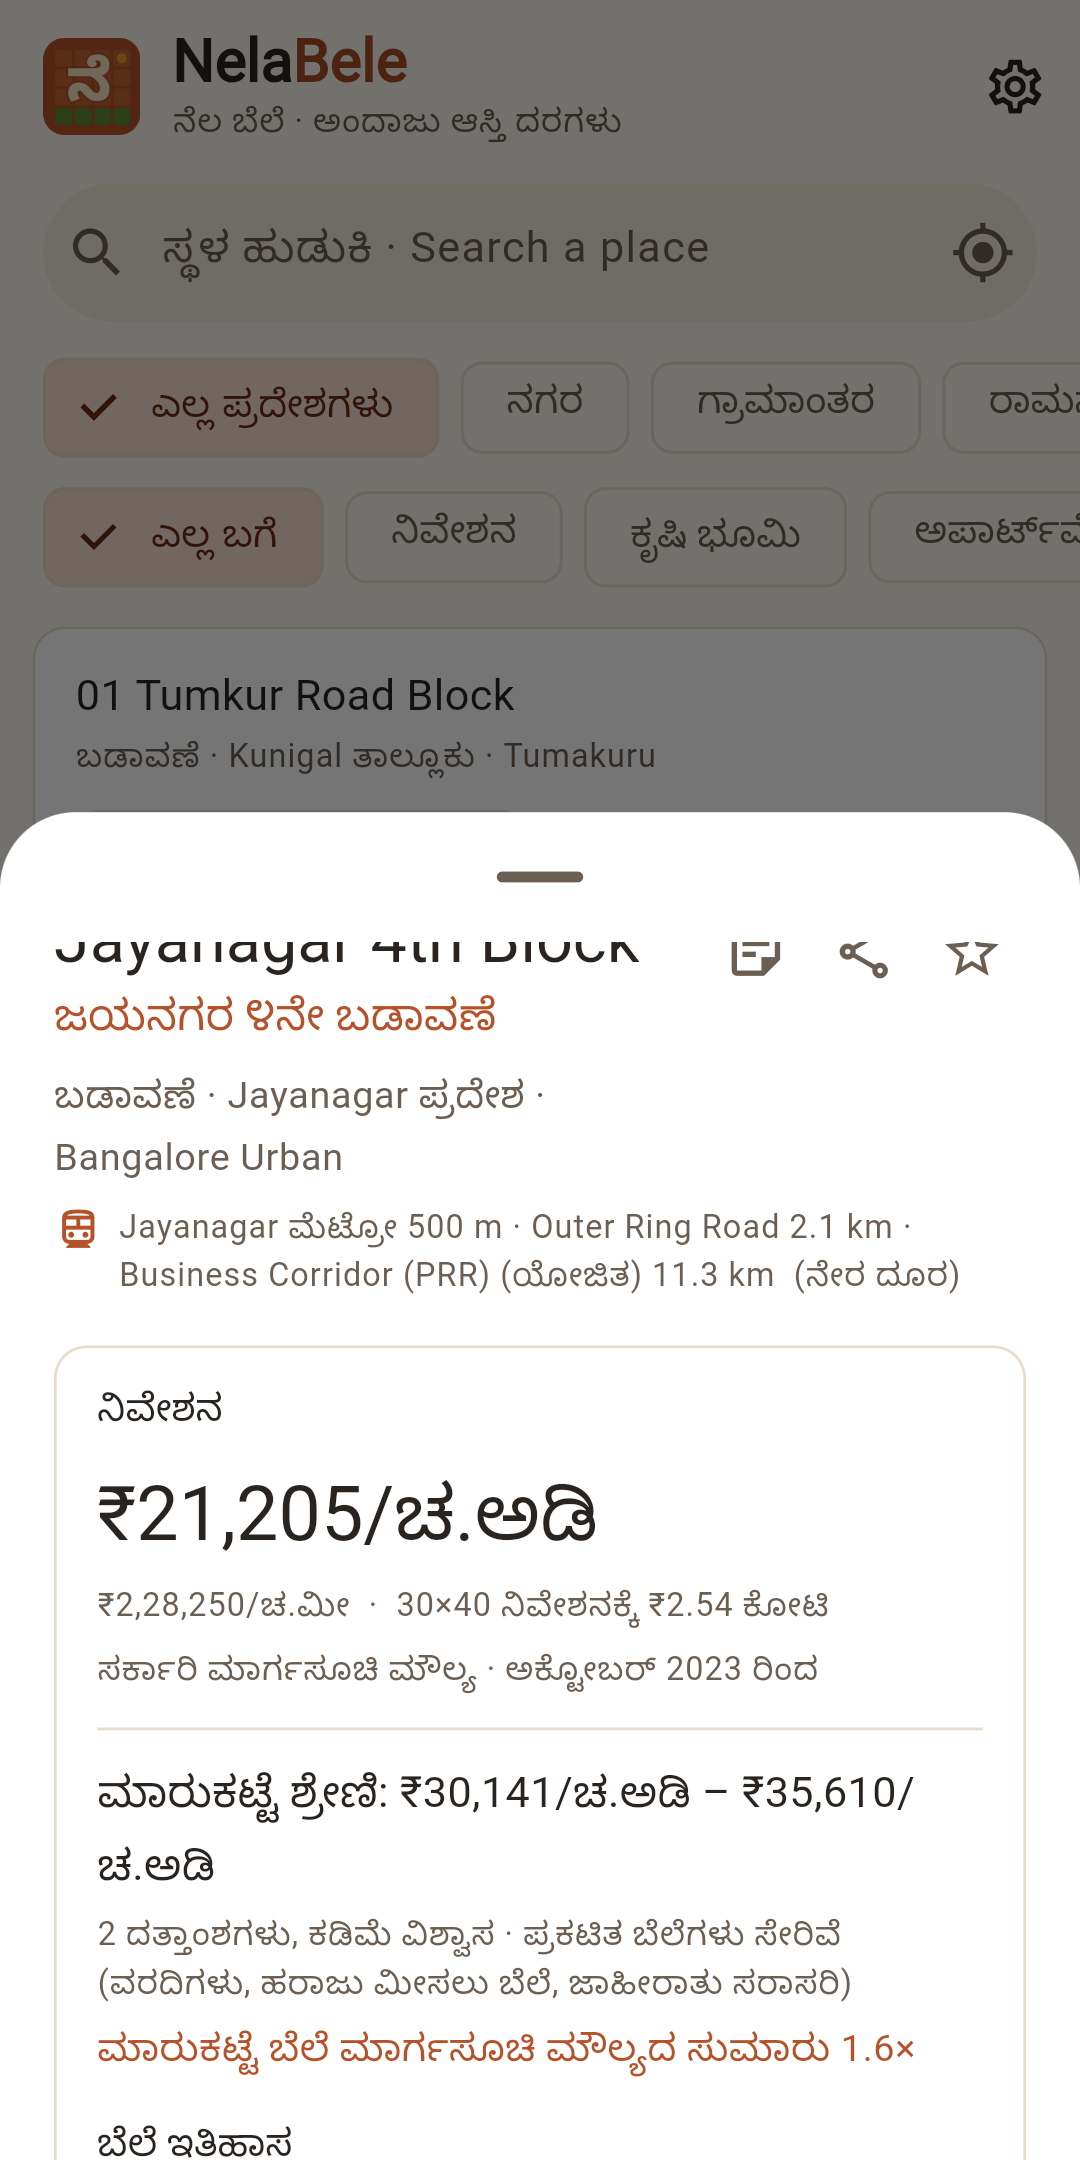 ನೆ
NelaBele
ನೆಲ ಬೆಲೆ · ಅಂದಾಜು ಆಸ್ತಿ ದರಗಳು
ಸ್ಥಳ ಹುಡುಕಿ · Search a place
ಎಲ್ಲ ಪ್ರದೇಶಗಳು ನಗರ ಗ್ರಾಮಾಂತರ
ಎಲ್ಲ ಬಗೆ ನಿವೇಶನ ಕೃಷಿ ಭೂಮಿ
01 Tumkur Road Block
ಬಡಾವಣೆ · Kunigal ತಾಲ್ಲೂಕು · Tumakuru
Jayanagar 4th Block
ಜಯನಗರ ೪ನೇ ಬಡಾವಣೆ
ಬಡಾವಣೆ · Jayanagar ಪ್ರದೇಶ ·
Bangalore Urban
Jayanagar ಮೆಟ್ರೋ 500 m · Outer Ring Road 2.1 km ·
Business Corridor (PRR) (ಯೋಜಿತ) 11.3 km (ನೇರ ದೂರ)
ನಿವೇಶನ
₹21,205/ಚ.ಅಡಿ
₹2,28,250/ಚ.ಮೀ · 30×40 ನಿವೇಶನಕ್ಕೆ ₹2.54 ಕೋಟಿ
ಸರ್ಕಾರಿ ಮಾರ್ಗಸೂಚಿ ಮೌಲ್ಯ · ಅಕ್ಟೋಬರ್ 2023 ರಿಂದ
ಮಾರುಕಟ್ಟೆ ಶ್ರೇಣಿ: ₹30,141/ಚ.ಅಡಿ – ₹35,610/
ಚ.ಅಡಿ
2 ದತ್ತಾಂಶಗಳು, ಕಡಿಮೆ ವಿಶ್ವಾಸ · ಪ್ರಕಟಿತ ಬೆಲೆಗಳು ಸೇರಿವೆ
(ವರದಿಗಳು, ಹರಾಜು ಮೀಸಲು ಬೆಲೆ, ಜಾಹೀರಾತು ಸರಾಸರಿ)
ಮಾರುಕಟ್ಟೆ ಬೆಲೆ ಮಾರ್ಗಸೂಚಿ ಮೌಲ್ಯದ ಸುಮಾರು 1.6×
ಬೆಲೆ ಇತಿಹಾಸ